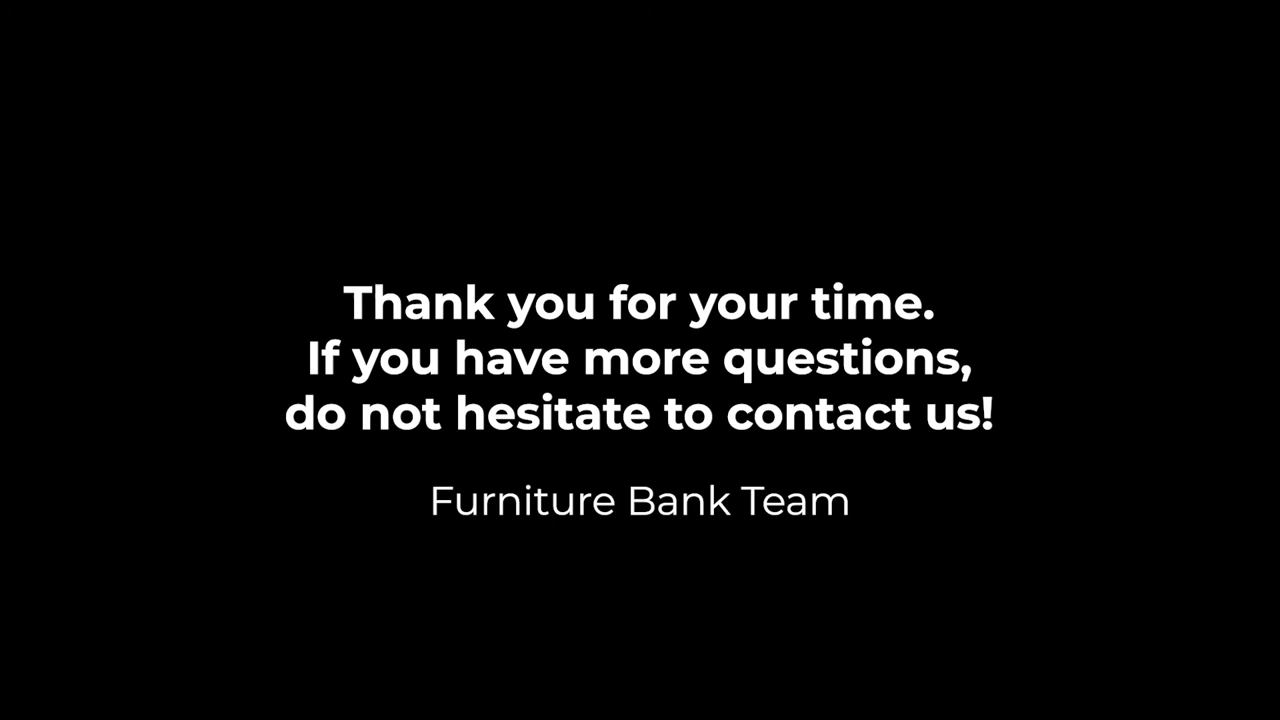 Thank you for your time.
If you have more questions,
do not hesitate to contact us!
Furniture Bank Team